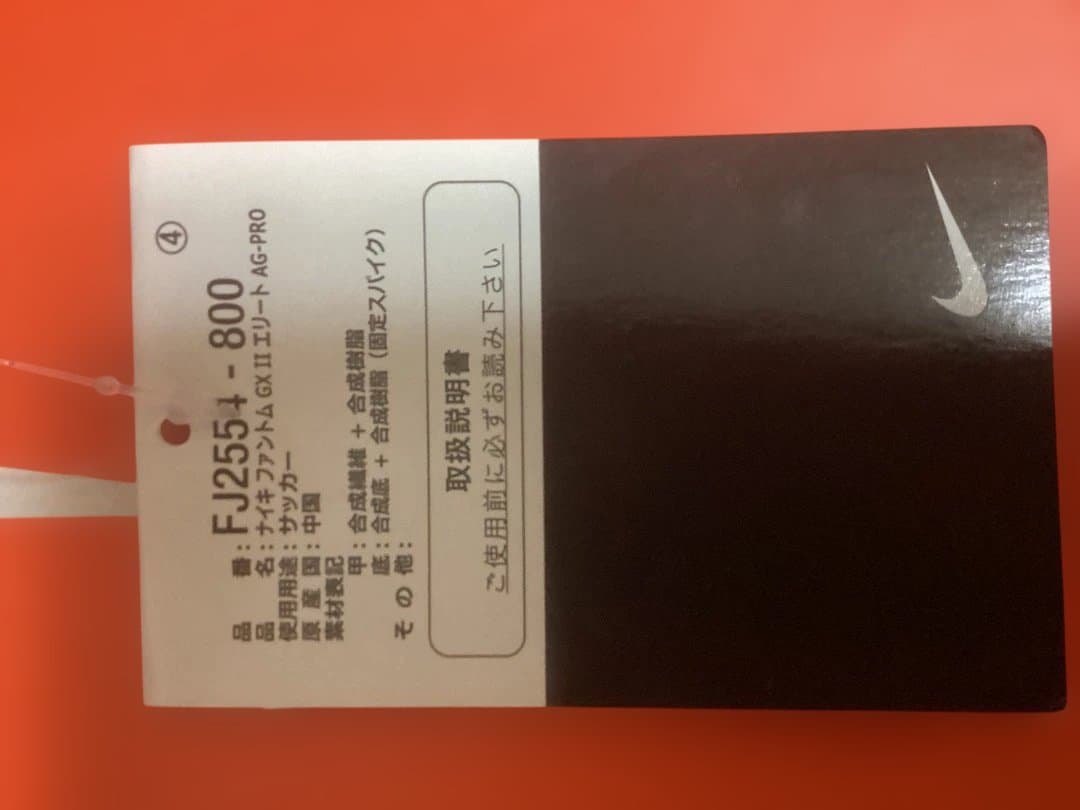 ④
品番：FJ2554 - 800
品名：ナイキ ファントム GX II エリート AG-PRO
使用用途：サッカー
原産国：中国
素材表記
甲：合成繊維 + 合成樹脂
底：合成底 + 合成樹脂（固定スパイク）
その他：
取扱説明書
ご使用前に必ずお読み下さい